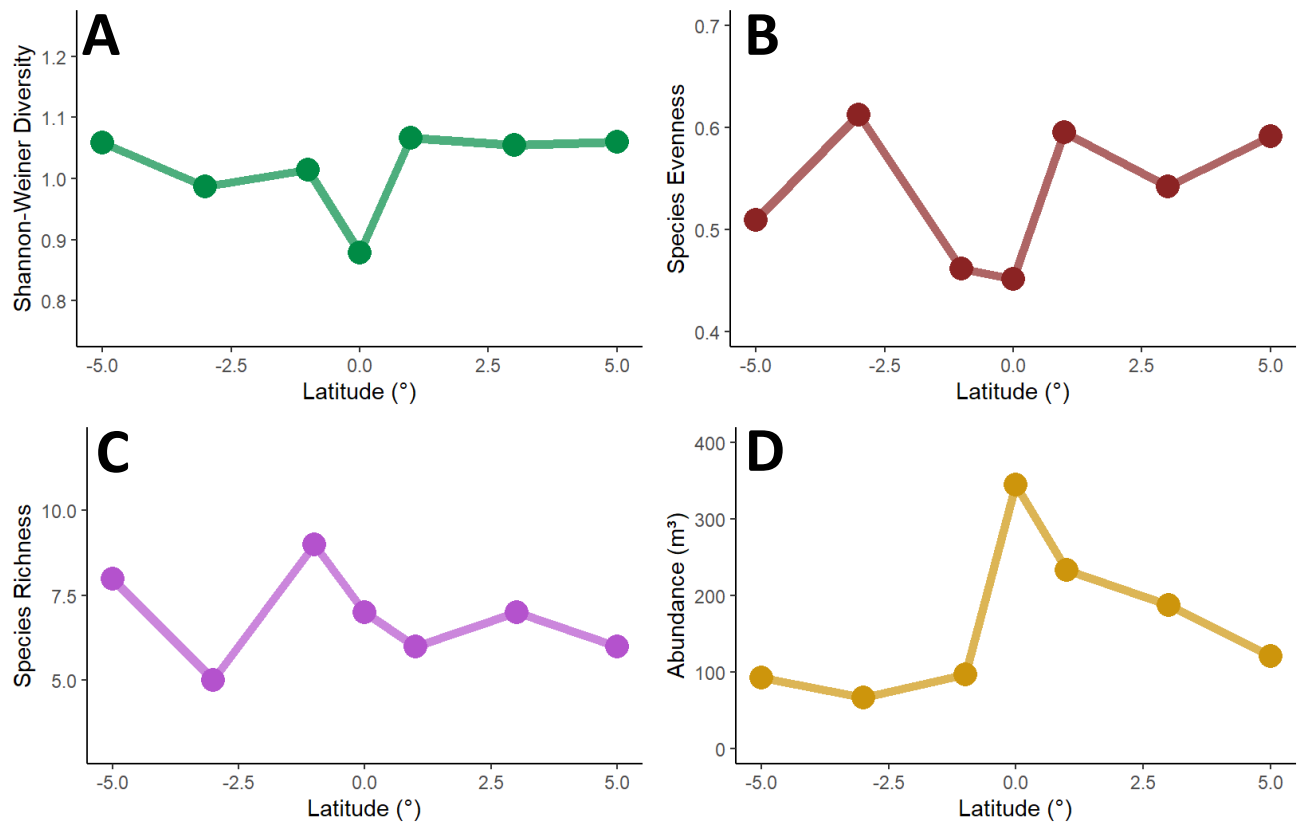 A
Shannon-Weiner Diversity
1.2
1.1
1.0
0.9
0.8
-5.0 -2.5 0.0 2.5 5.0
Latitude (°)
B
Species Evenness
0.7
0.6
0.5
0.4
-5.0 -2.5 0.0 2.5 5.0
Latitude (°)
C
Species Richness
10.0
7.5
5.0
-5.0 -2.5 0.0 2.5 5.0
Latitude (°)
D
Abundance (m³)
400
300
200
100
0
-5.0 -2.5 0.0 2.5 5.0
Latitude (°)